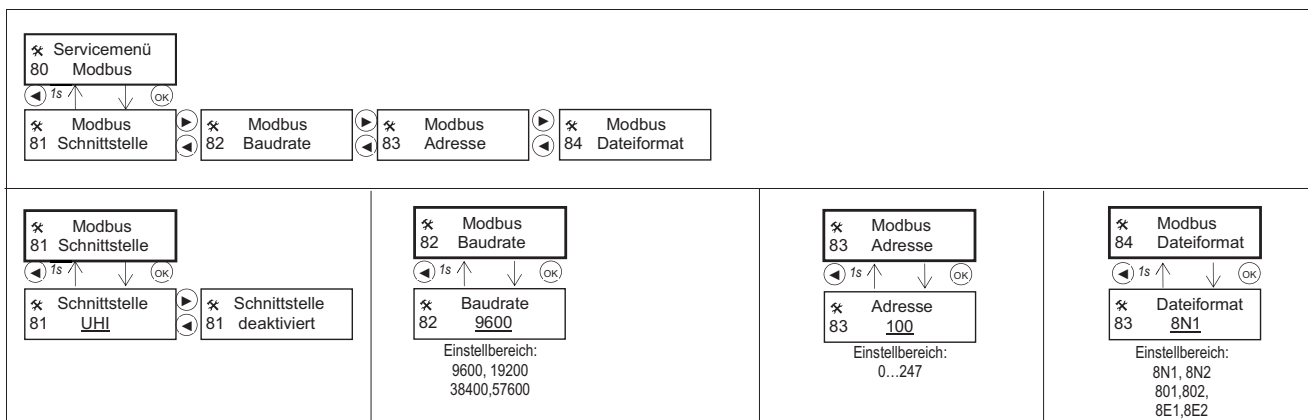 Servicemenü
80 Modbus
1s OK
Modbus
81 Schnittstelle
Modbus
82 Baudrate
Modbus
83 Adresse
Modbus
84 Dateiformat
Modbus
81 Schnittstelle
1s OK
Schnittstelle
81 UHI
Schnittstelle
81 deaktiviert
Modbus
82 Baudrate
1s OK
Baudrate
82 9600
Einstellbereich:
9600, 19200
38400,57600
Modbus
83 Adresse
1s OK
Adresse
83 100
Einstellbereich:
0...247
Modbus
84 Dateiformat
1s OK
Dateiformat
83 8N1
Einstellbereich:
8N1, 8N2
801,802,
8E1,8E2